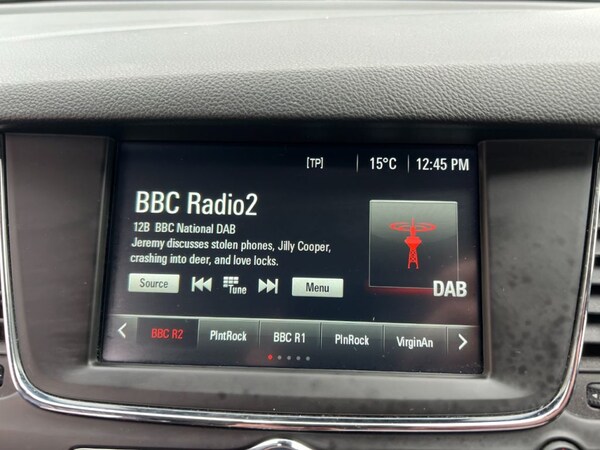 [TP] 15°C 12:45 PM
BBC Radio2
12B BBC National DAB
Jeremy discusses stolen phones, Jilly Cooper,
crashing into deer, and love locks.
Source Tune Menu
DAB
BBC R2 PlntRock BBC R1 PlnRock VirginAn